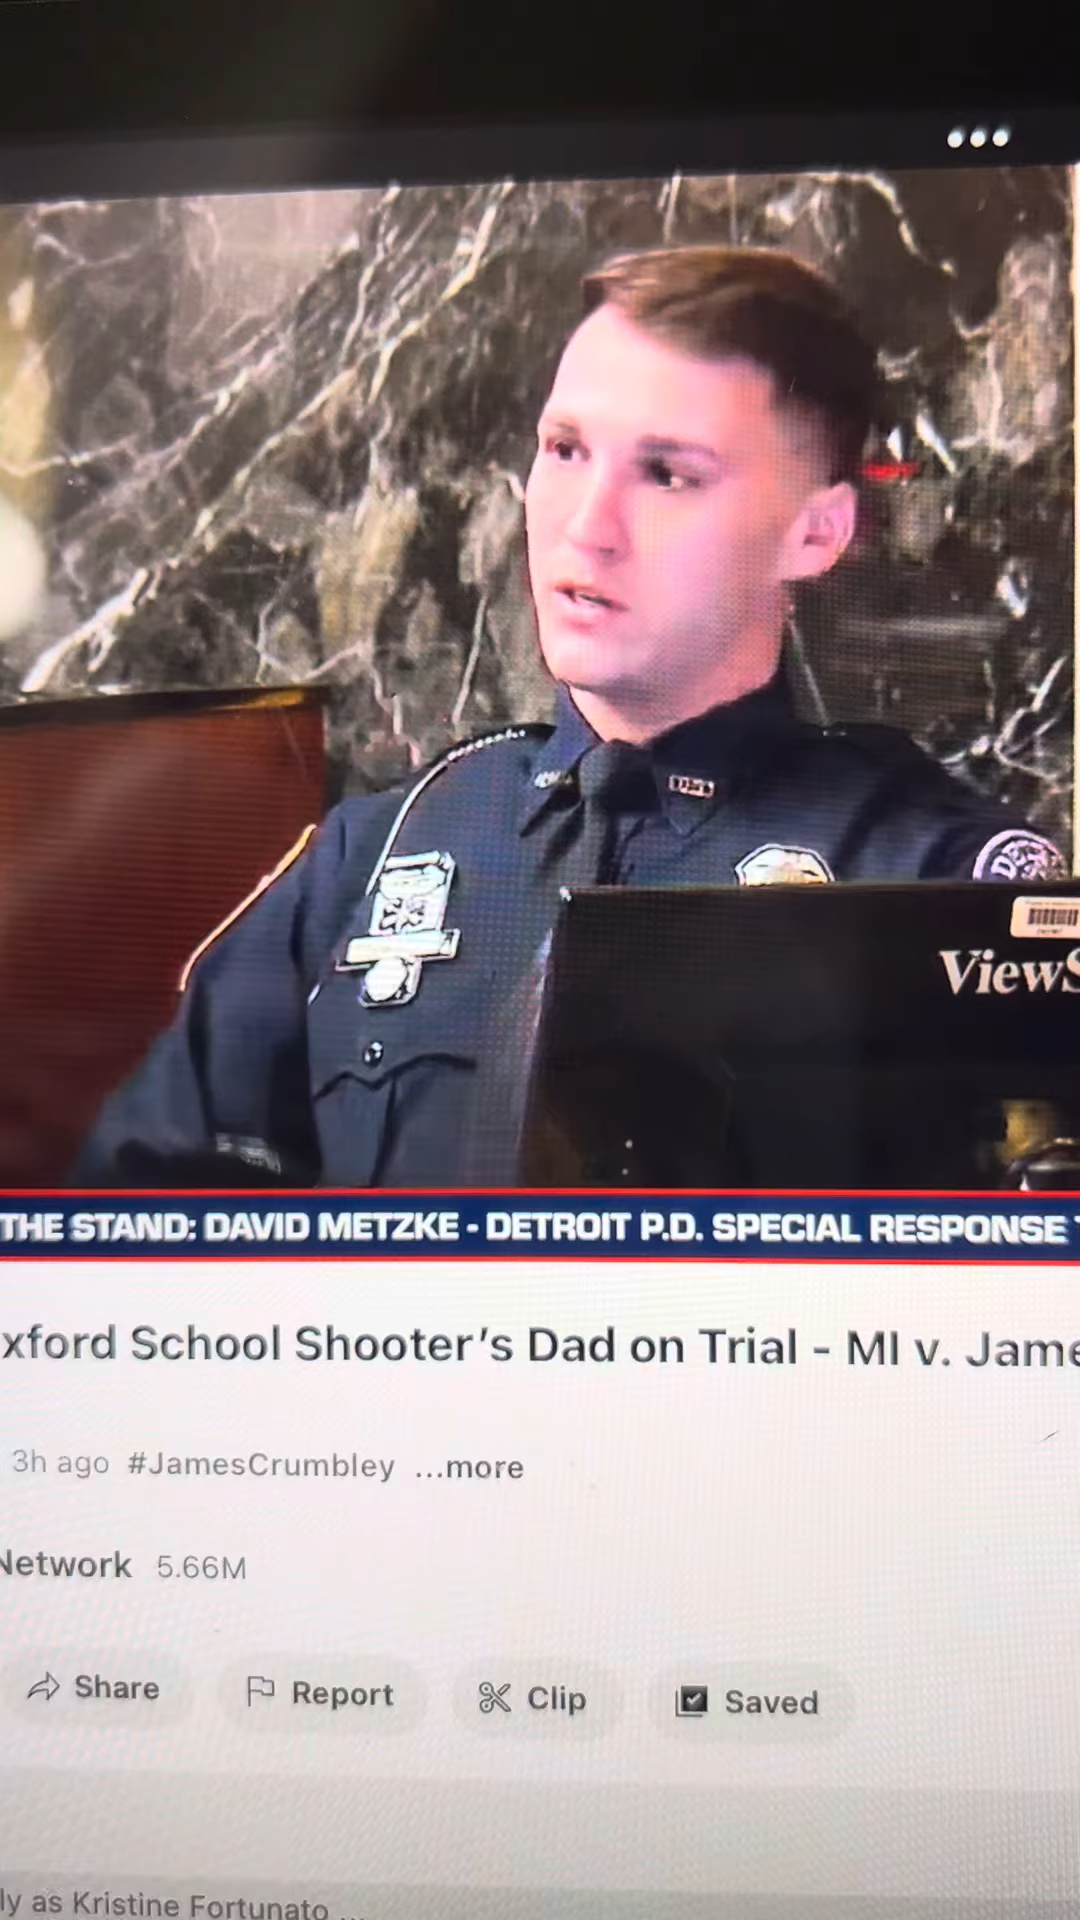 DE
ViewS
THE STAND: DAVID METZKE - DETROIT P.D. SPECIAL RESPONSE
xford School Shooter's Dad on Trial - MI v. Jame
3h ago #JamesCrumbley ...more
Network 5.66M
Share Report Clip Saved
ly as Kristine Fortunato ...